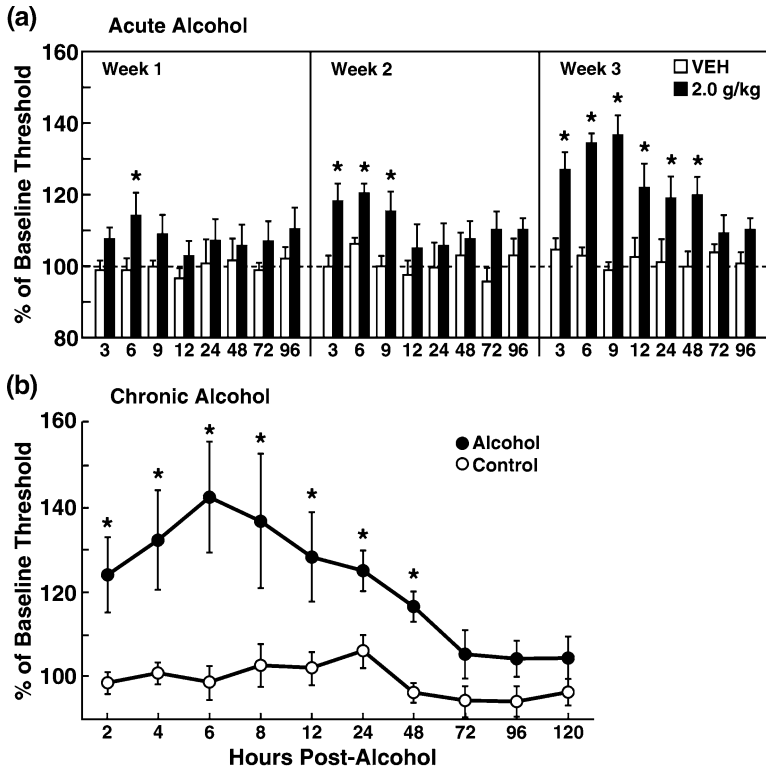 (a)
Acute Alcohol
% of Baseline Threshold
160
140
120
100
80
Week 1
Week 2
Week 3
VEH
2.0 g/kg
*
* * *
* * * * * *
3 6 9 12 24 48 72 96 3 6 9 12 24 48 72 96 3 6 9 12 24 48 72 96
(b)
Chronic Alcohol
% of Baseline Threshold
160
140
120
100
Alcohol
Control
* * * * * * *
2 4 6 8 12 24 48 72 96 120
Hours Post-Alcohol